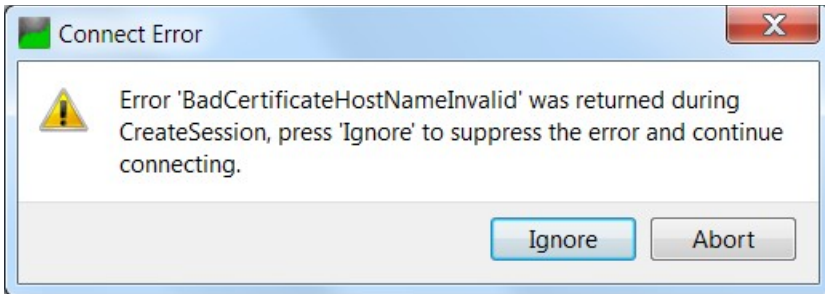 Connect Error
X
Error 'BadCertificateHostNameInvalid' was returned during
CreateSession, press 'Ignore' to suppress the error and continue
connecting.
Ignore
Abort